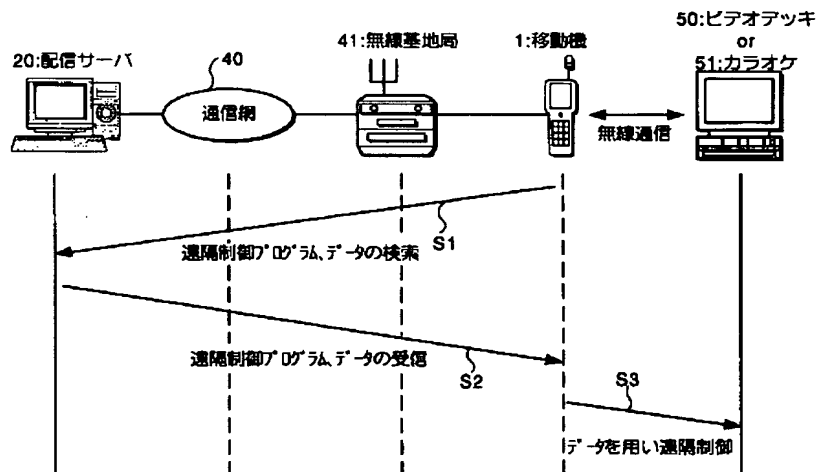 50:ビデオデッキ
or
51:カラオケ
20:配信サーバ
40
41:無線基地局
1:移動機
通信網
無線通信
S1
遠隔制御プログラム、データの検索
遠隔制御プログラム、データの受信
S2
S3
データを用い遠隔制御